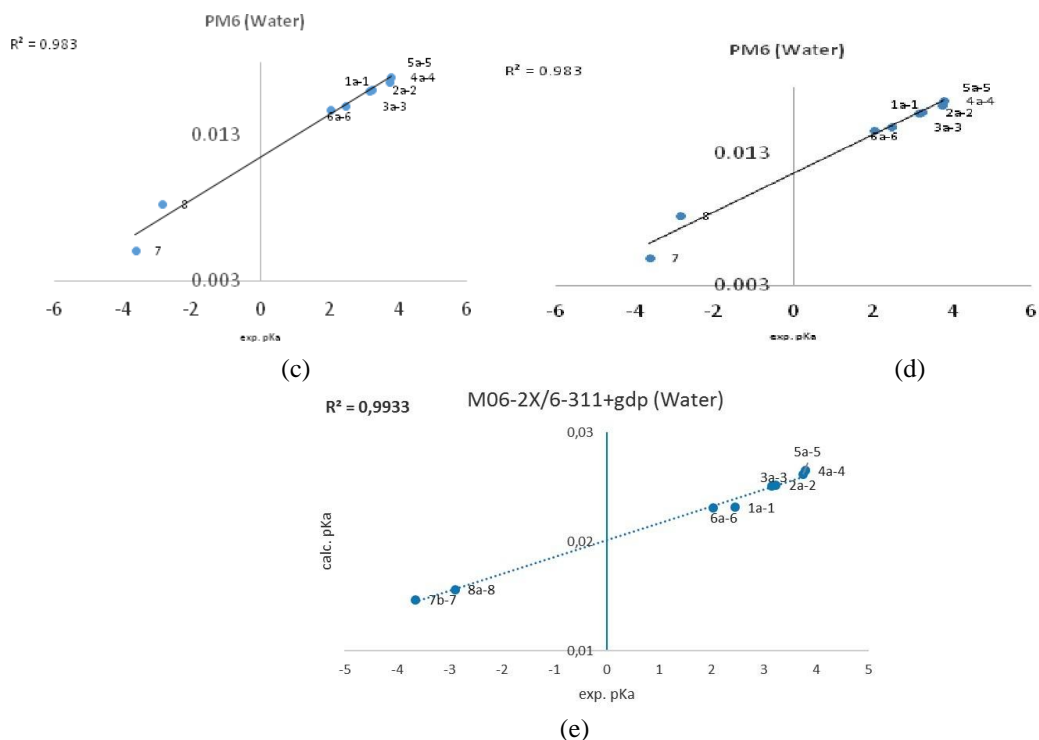 PM6 (Water)
R² = 0.983
5a-5
1a-1
4a-4
2a-2
3a-3
6a-6
0.013
8
7
0.003
-6 -4 -2 0 2 4 6
exp. pKa
(c)
PM6 (Water)
R² = 0.983
5a-5
1a-1
4a-4
2a-2
3a-3
6a-6
0.013
8
7
0.003
-6 -4 -2 0 2 4 6
exp. pKa
(d)
R² = 0,9933
M06-2X/6-311+gdp (Water)
0,03
5a-5
4a-4
3a-3
2a-2
6a-6
1a-1
calc. pKa
0,02
8a-8
7b-7
0,01
-5 -4 -3 -2 -1 0 1 2 3 4 5
exp. pKa
(e)